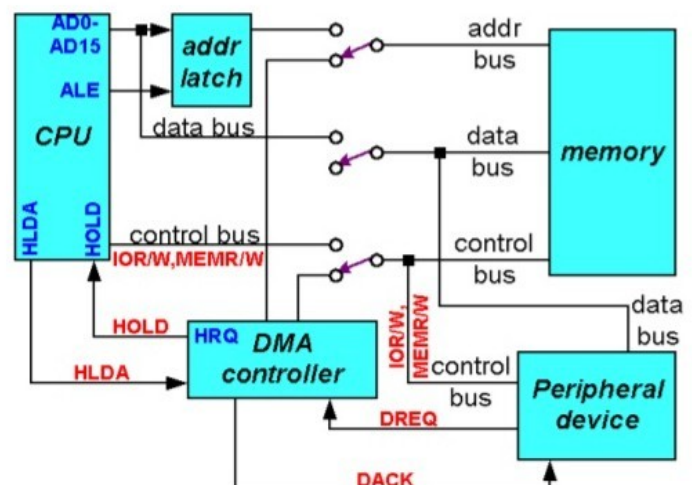 AD0-
AD15
addr
latch
addr
bus
ALE
CPU
data bus
data
bus
memory
HLDA
HOLD
control bus
IOR/W,MEMR/W
control
bus
HOLD
HRQ
DMA
controller
IOR/W,
MEMR/W
data
bus
HLDA
control
bus
Peripheral
device
DREQ
DACK